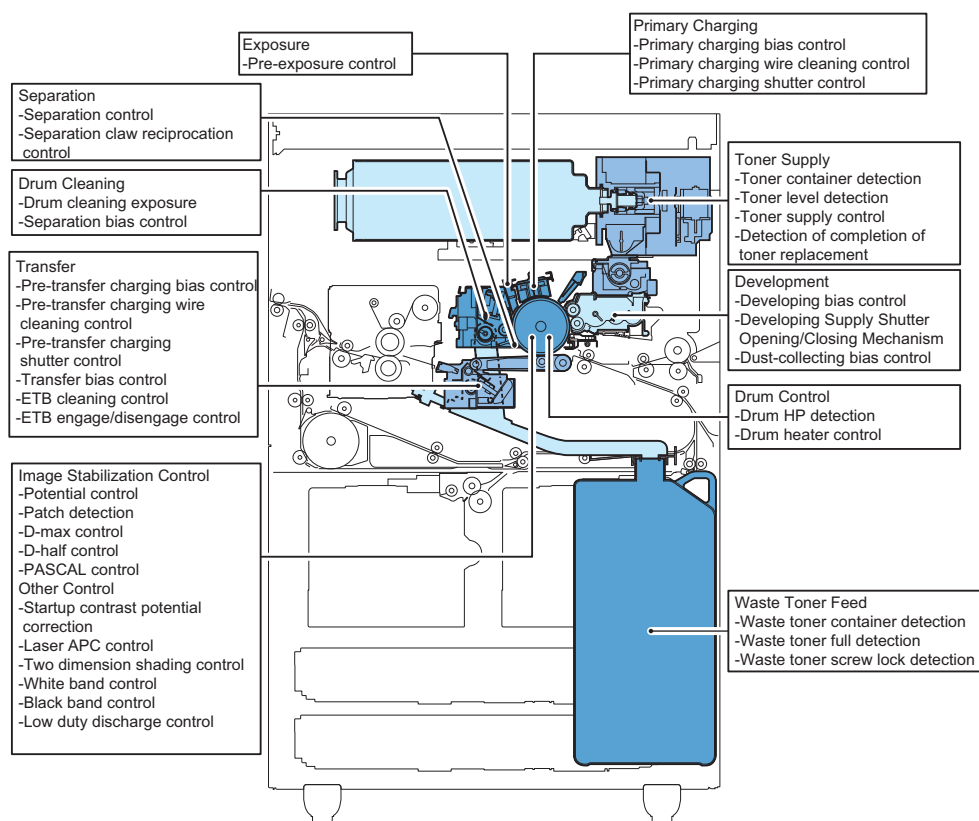 Exposure
-Pre-exposure control
Primary Charging
-Primary charging bias control
-Primary charging wire cleaning control
-Primary charging shutter control
Separation
-Separation control
-Separation claw reciprocation
control
Drum Cleaning
-Drum cleaning exposure
-Separation bias control
Transfer
-Pre-transfer charging bias control
-Pre-transfer charging wire
cleaning control
-Pre-transfer charging
shutter control
-Transfer bias control
-ETB cleaning control
-ETB engage/disengage control
Image Stabilization Control
-Potential control
-Patch detection
-D-max control
-D-half control
-PASCAL control
Other Control
-Startup contrast potential
correction
-Laser APC control
-Two dimension shading control
-White band control
-Black band control
-Low duty discharge control
Toner Supply
-Toner container detection
-Toner level detection
-Toner supply control
-Detection of completion of
toner replacement
Development
-Developing bias control
-Developing Supply Shutter
Opening/Closing Mechanism
-Dust-collecting bias control
Drum Control
-Drum HP detection
-Drum heater control
Waste Toner Feed
-Waste toner container detection
-Waste toner full detection
-Waste toner screw lock detection